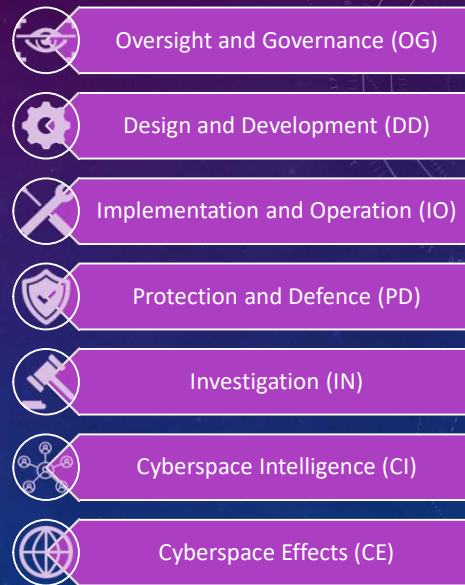 Oversight and Governance (OG)
Design and Development (DD)
Implementation and Operation (IO)
Protection and Defence (PD)
Investigation (IN)
Cyberspace Intelligence (CI)
Cyberspace Effects (CE)